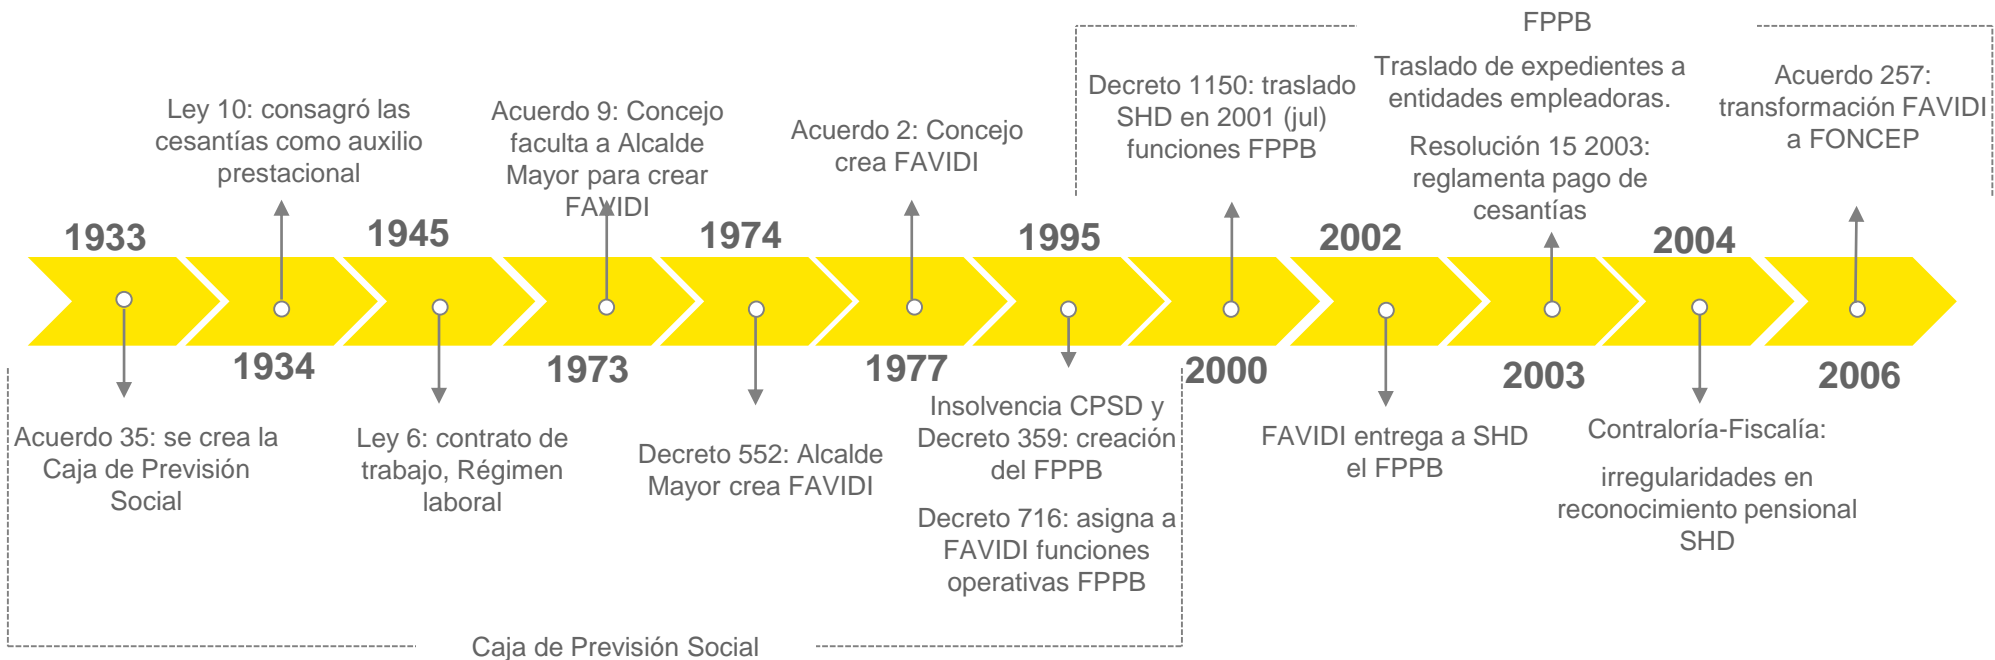 FPPB
1933
Acuerdo 35: se crea la
Caja de Previsión
Social
Ley 10: consagró las
cesantías como auxilio
prestacional
1934
1945
Ley 6: contrato de
trabajo, Régimen
laboral
Acuerdo 9: Concejo
faculta a Alcalde
Mayor para crear
FAVIDI
1973
1974
Decreto 552: Alcalde
Mayor crea FAVIDI
Acuerdo 2: Concejo
crea FAVIDI
1977
1995
Insolvencia CPSD y
Decreto 359: creación
del FPPB
Decreto 716: asigna a
FAVIDI funciones
operativas FPPB
Decreto 1150: traslado
SHD en 2001 (jul)
funciones FPPB
2000
2002
FAVIDI entrega a SHD
el FPPB
Traslado de expedientes a
entidades empleadoras.
Resolución 15 2003:
reglamenta pago de
cesantías
2003
2004
Contraloría-Fiscalía:
irregularidades en
reconocimiento pensional
SHD
Acuerdo 257:
transformación FAVIDI
a FONCEP
2006
Caja de Previsión Social